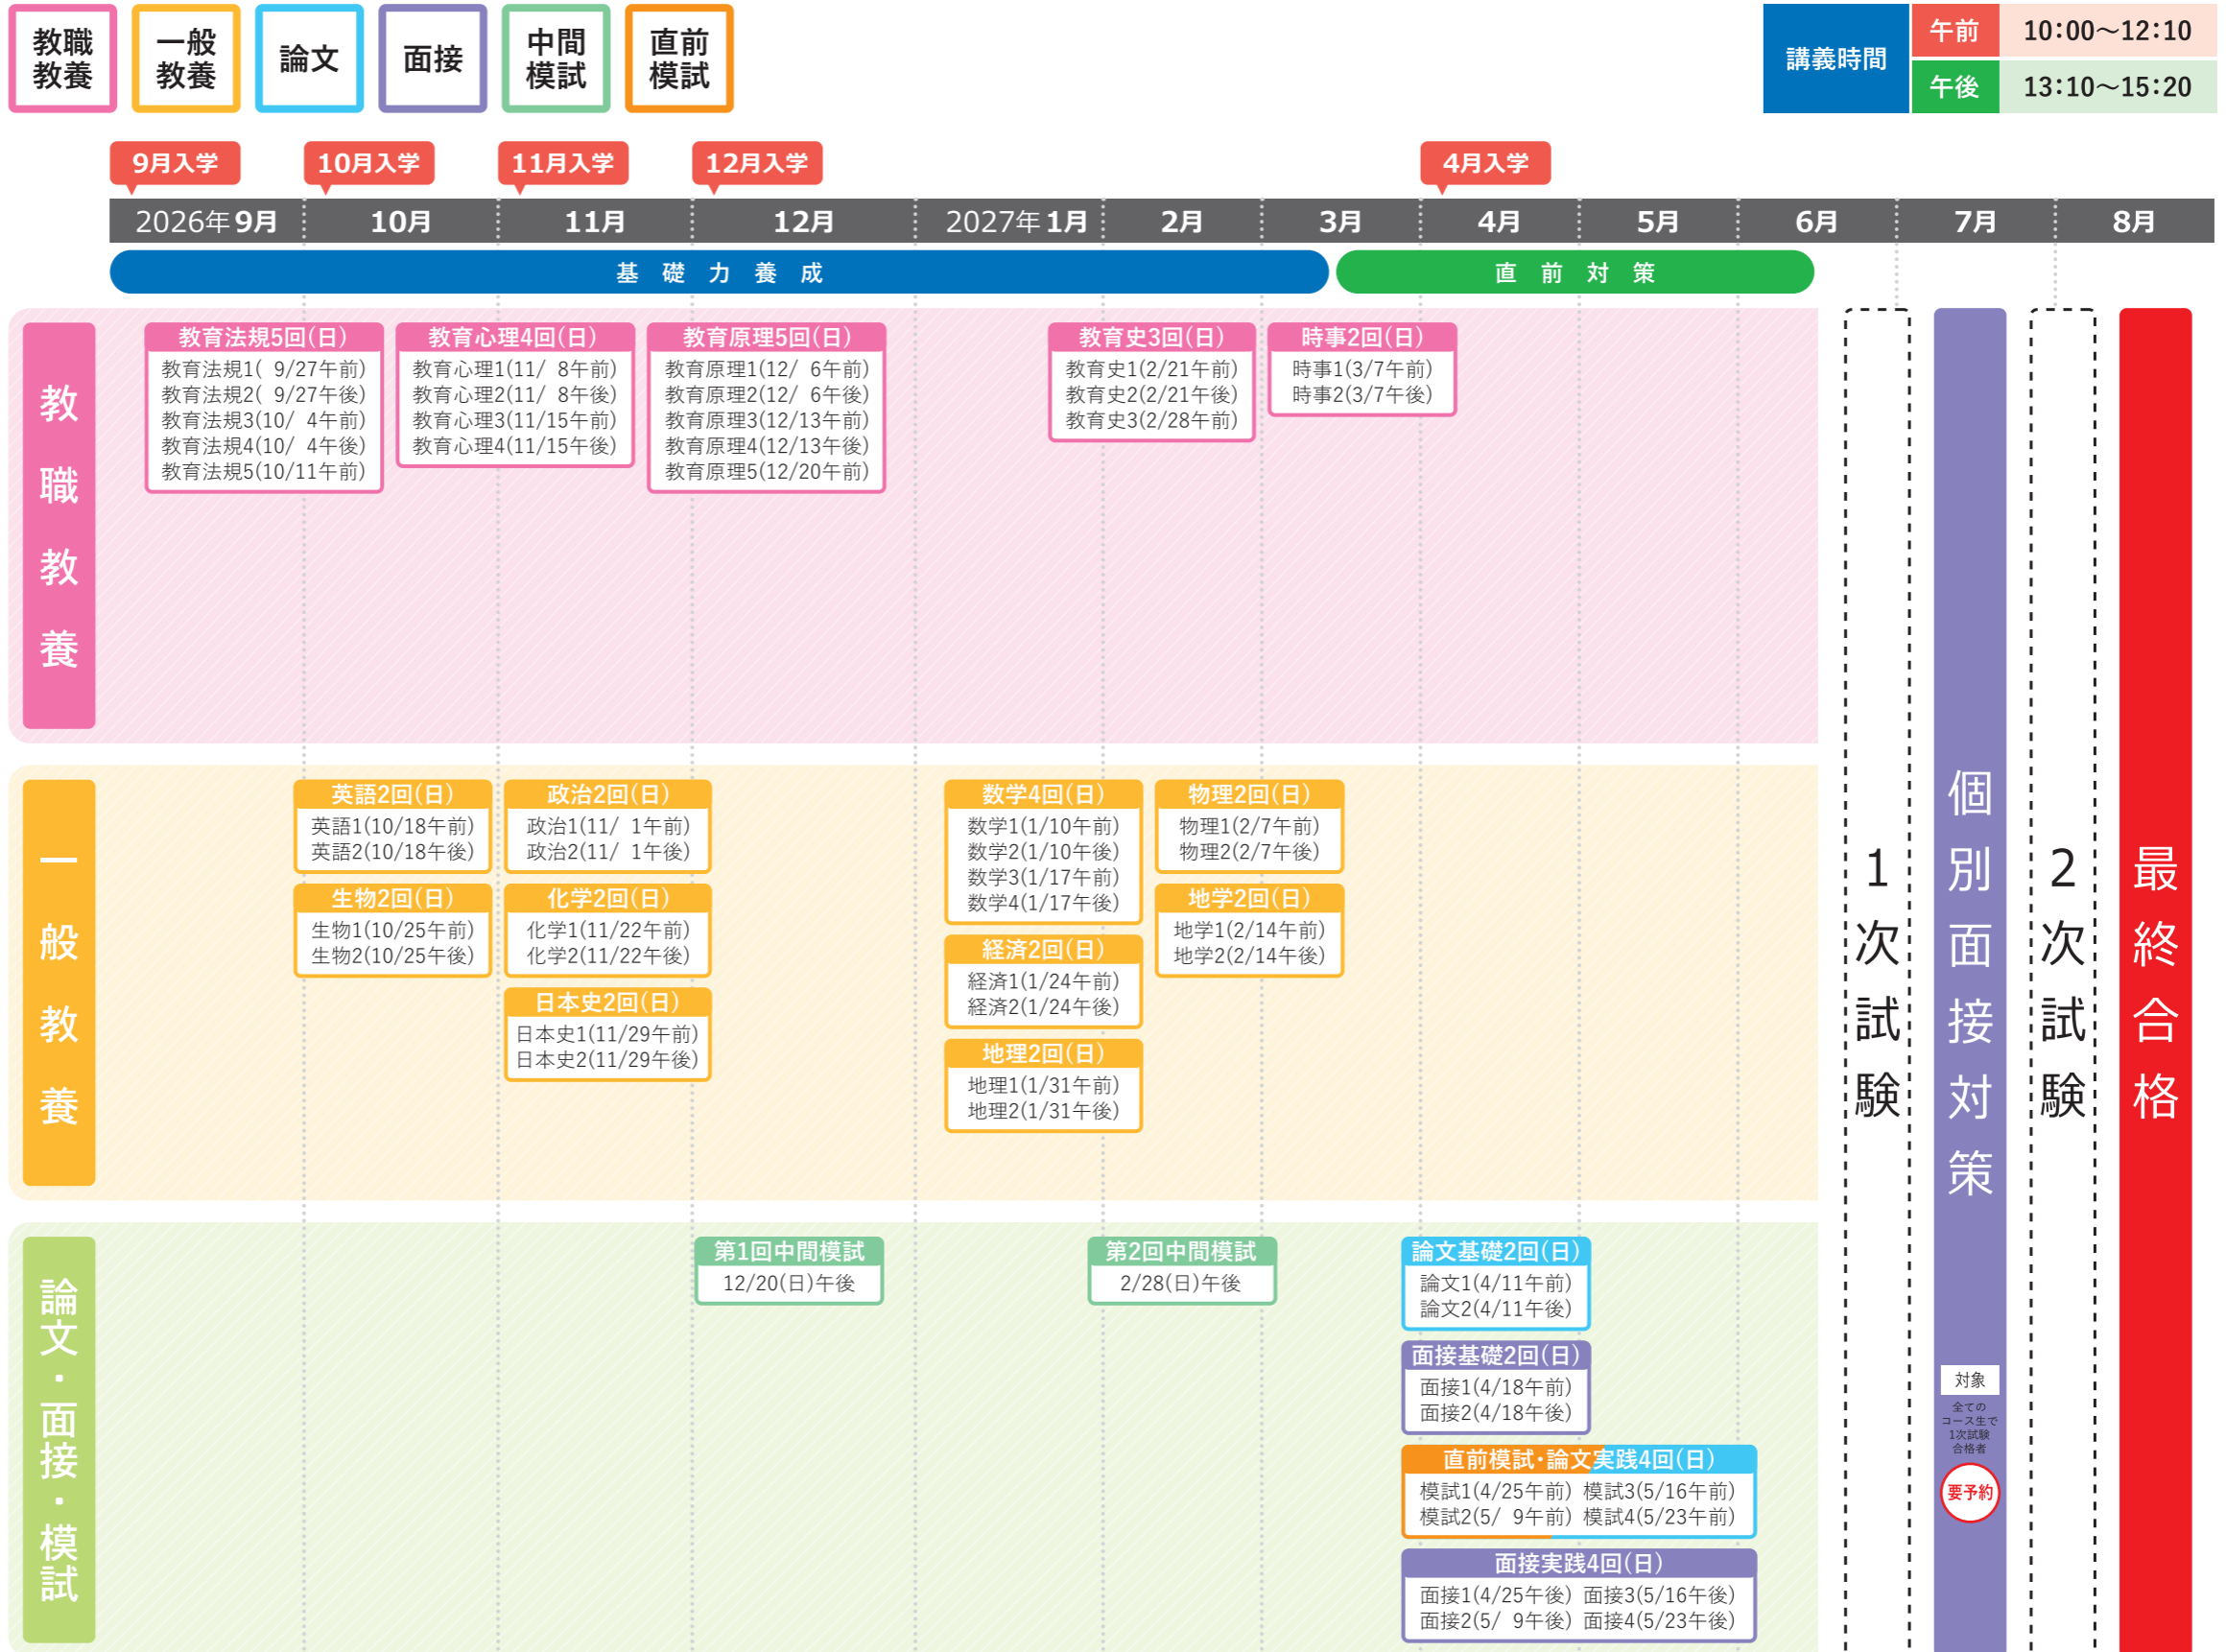 教職
教養
一般
教養
論文
面接
中間
模試
直前
模試
講義時間
午前 10:00～12:10
午後 13:10～15:20
9月入学
10月入学
11月入学
12月入学
4月入学
2026年9月 10月 11月 12月 2027年1月 2月 3月 4月 5月 6月 7月 8月
基礎力養成
直前対策
教職教養
教育法規5回(日)
教育法規1( 9/27午前)
教育法規2( 9/27午後)
教育法規3(10/ 4午前)
教育法規4(10/ 4午後)
教育法規5(10/11午前)
教育心理4回(日)
教育心理1(11/ 8午前)
教育心理2(11/ 8午後)
教育心理3(11/15午前)
教育心理4(11/15午後)
教育原理5回(日)
教育原理1(12/ 6午前)
教育原理2(12/ 6午後)
教育原理3(12/13午前)
教育原理4(12/13午後)
教育原理5(12/20午前)
教育史3回(日)
教育史1(2/21午前)
教育史2(2/21午後)
教育史3(2/28午前)
時事2回(日)
時事1(3/7午前)
時事2(3/7午後)
一般教養
英語2回(日)
英語1(10/18午前)
英語2(10/18午後)
生物2回(日)
生物1(10/25午前)
生物2(10/25午後)
政治2回(日)
政治1(11/ 1午前)
政治2(11/ 1午後)
化学2回(日)
化学1(11/22午前)
化学2(11/22午後)
日本史2回(日)
日本史1(11/29午前)
日本史2(11/29午後)
数学4回(日)
数学1(1/10午前)
数学2(1/10午後)
数学3(1/17午前)
数学4(1/17午後)
経済2回(日)
経済1(1/24午前)
経済2(1/24午後)
地理2回(日)
地理1(1/31午前)
地理2(1/31午後)
物理2回(日)
物理1(2/7午前)
物理2(2/7午後)
地学2回(日)
地学1(2/14午前)
地学2(2/14午後)
論文・面接・模試
第1回中間模試
12/20(日)午後
第2回中間模試
2/28(日)午後
論文基礎2回(日)
論文1(4/11午前)
論文2(4/11午後)
面接基礎2回(日)
面接1(4/18午前)
面接2(4/18午後)
直前模試・論文実践4回(日)
模試1(4/25午前) 模試3(5/16午前)
模試2(5/ 9午前) 模試4(5/23午前)
面接実践4回(日)
面接1(4/25午後) 面接3(5/16午後)
面接2(5/ 9午後) 面接4(5/23午後)
1次試験
個別面接対策
対象
全ての
コース生で
1次試験
合格者
要予約
2次試験
最終合格